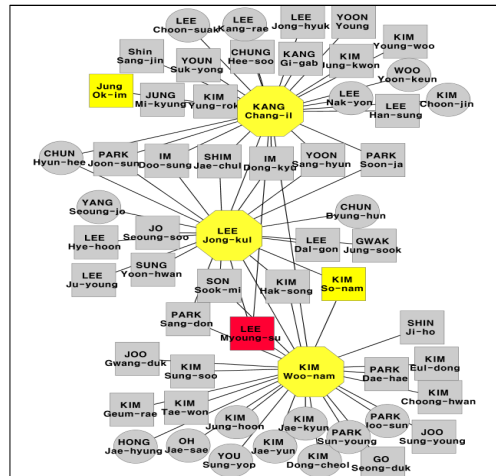 LEE
Choon-suak
LEE
Kang-rae
LEE
Jong-hyuk
YOON
Young
Shin
Sang-jin
YOUN
Suk-yong
CHUNG
Hee-soo
KANG
Gi-gab
KIM
Jung-kwon
KIM
Young-woo
WOO
Yoon-keun
Jung
Ok-im
JUNG
Mi-kyung
KIM
Yung-rok
KANG
Chang-il
LEE
Nak-yon
LEE
Han-sung
KIM
Choon-jin
CHUN
Hyun-hee
PARK
Joon-sun
IM
Doo-sung
SHIM
Jae-chul
IM
Dong-kyu
YOON
Sang-hyun
PARK
Soon-ja
YANG
Seoung-jo
JO
Seoung-soo
LEE
Hye-hoon
LEE
Jong-kul
CHUN
Byung-hun
LEE
Dal-gon
GWAK
Jung-sook
LEE
Ju-young
SUNG
Yoon-hwan
SON
Sook-mi
KIM
Hak-song
KIM
So-nam
PARK
Sang-don
LEE
Myoung-su
SHIN
Ji-ho
JOO
Gwang-duk
KIM
Sung-soo
KIM
Woo-nam
PARK
Dae-hae
KIM
Eul-dong
KIM
Geum-rae
KIM
Tae-won
KIM
Choong-hwan
KIM
Jung-hoon
KIM
Jae-kyun
PARK
Sun-young
PARK
Joo-sun
JOO
Sung-young
HONG
Jae-hyung
OH
Jae-sae
YOU
Sung-yop
KIM
Jae-yun
KIM
Dong-cheol
GO
Seoung-duk